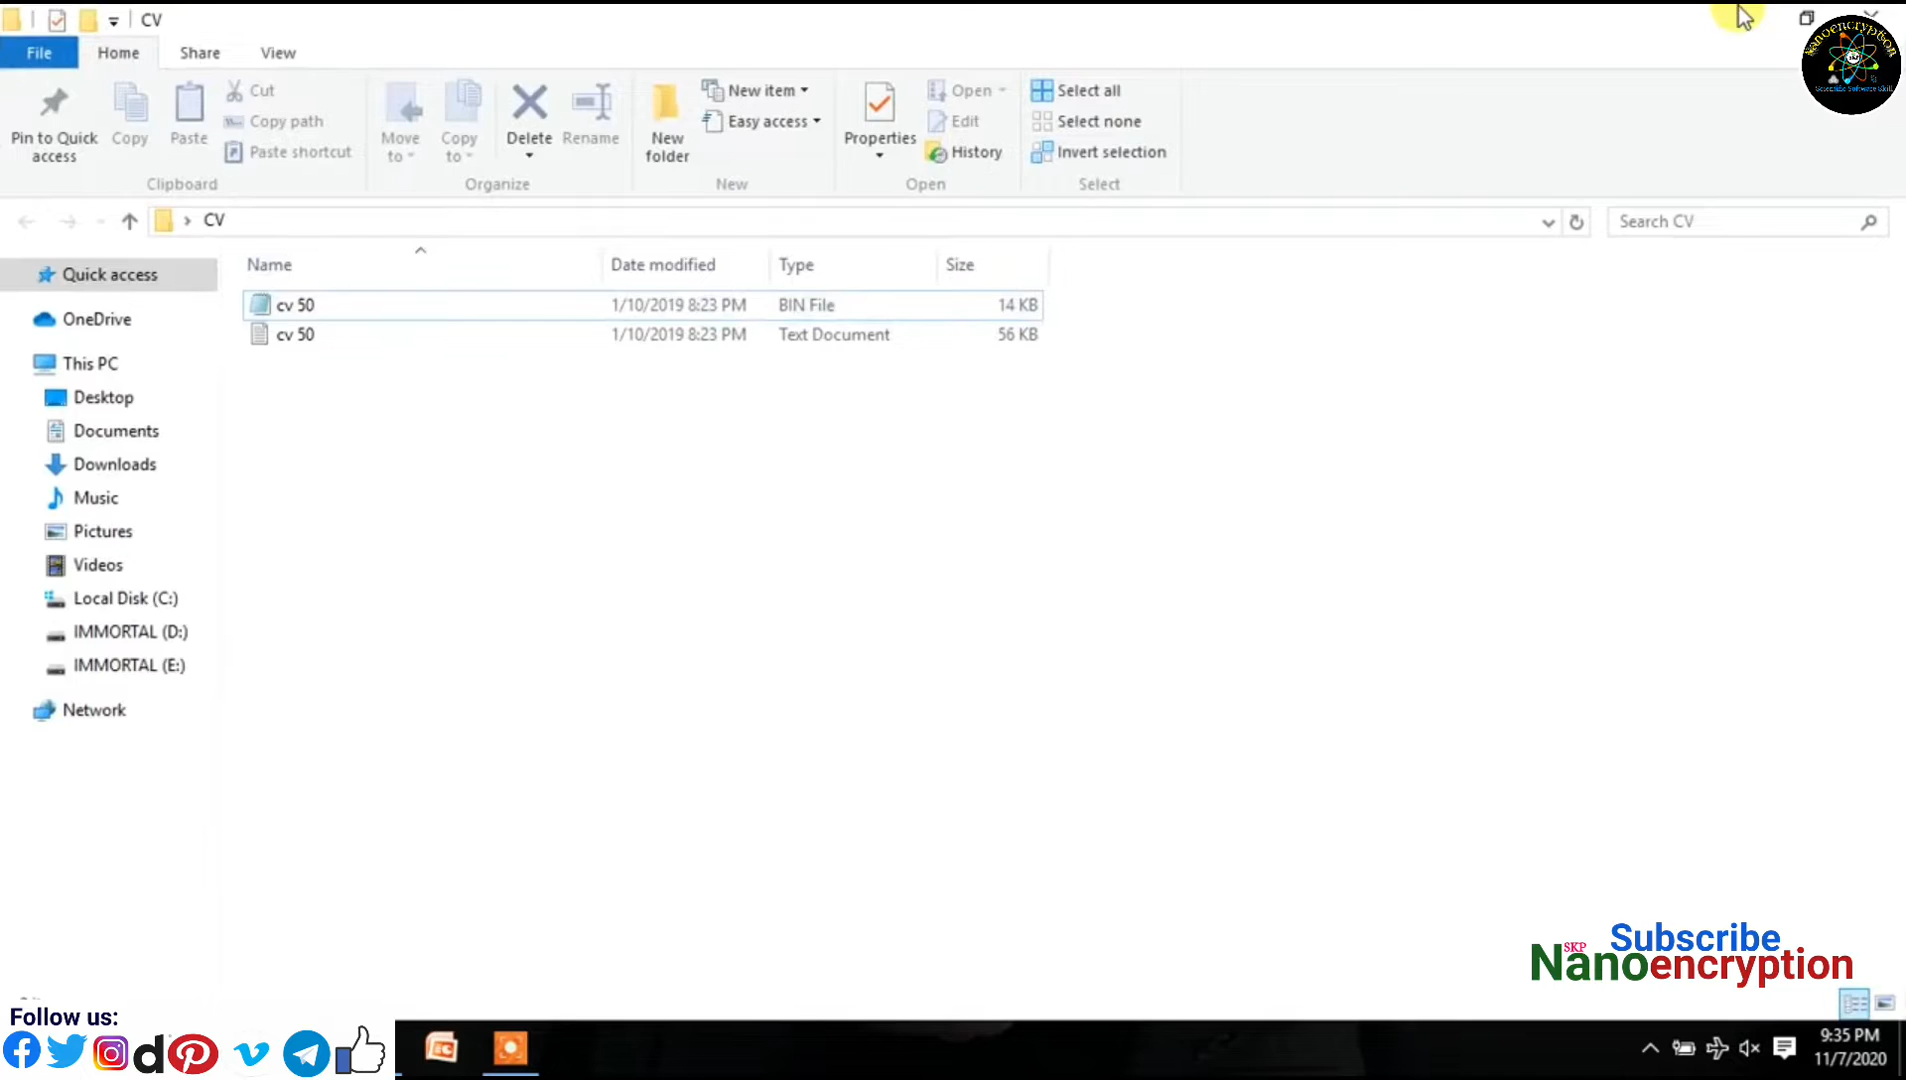 CV
File Home Share View
Pin to Quick access
Copy
Paste
Cut
Copy path
Paste shortcut
Clipboard
Move to
Copy to
Delete
Rename
Organize
New folder
New item
Easy access
New
Properties
Open
Edit
History
Open
Select all
Select none
Invert selection
Select
CV
Search CV
Name Date modified Type Size
cv 50 1/10/2019 8:23 PM BIN File 14 KB
cv 50 1/10/2019 8:23 PM Text Document 56 KB
Quick access
OneDrive
This PC
Desktop
Documents
Downloads
Music
Pictures
Videos
Local Disk (C:)
IMMORTAL (D:)
IMMORTAL (E:)
Network
Nanoencryption
Scientific Software Skill
Subscribe
SKP
Nanoencryption
Follow us:
9:35 PM
11/7/2020